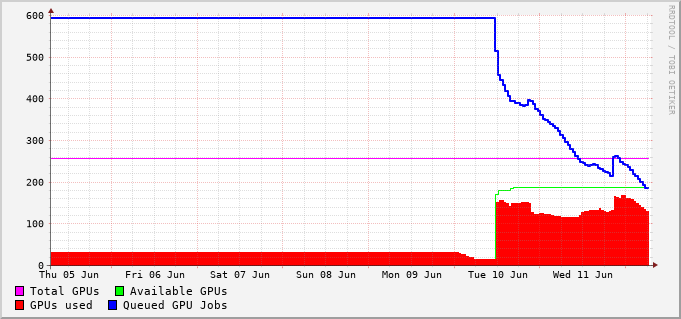 RRDTOOL / TOBI OETIKER
600
500
400
300
200
100
0
Thu 05 Jun Fri 06 Jun Sat 07 Jun Sun 08 Jun Mon 09 Jun Tue 10 Jun Wed 11 Jun
Total GPUs Available GPUs
GPUs used Queued GPU Jobs